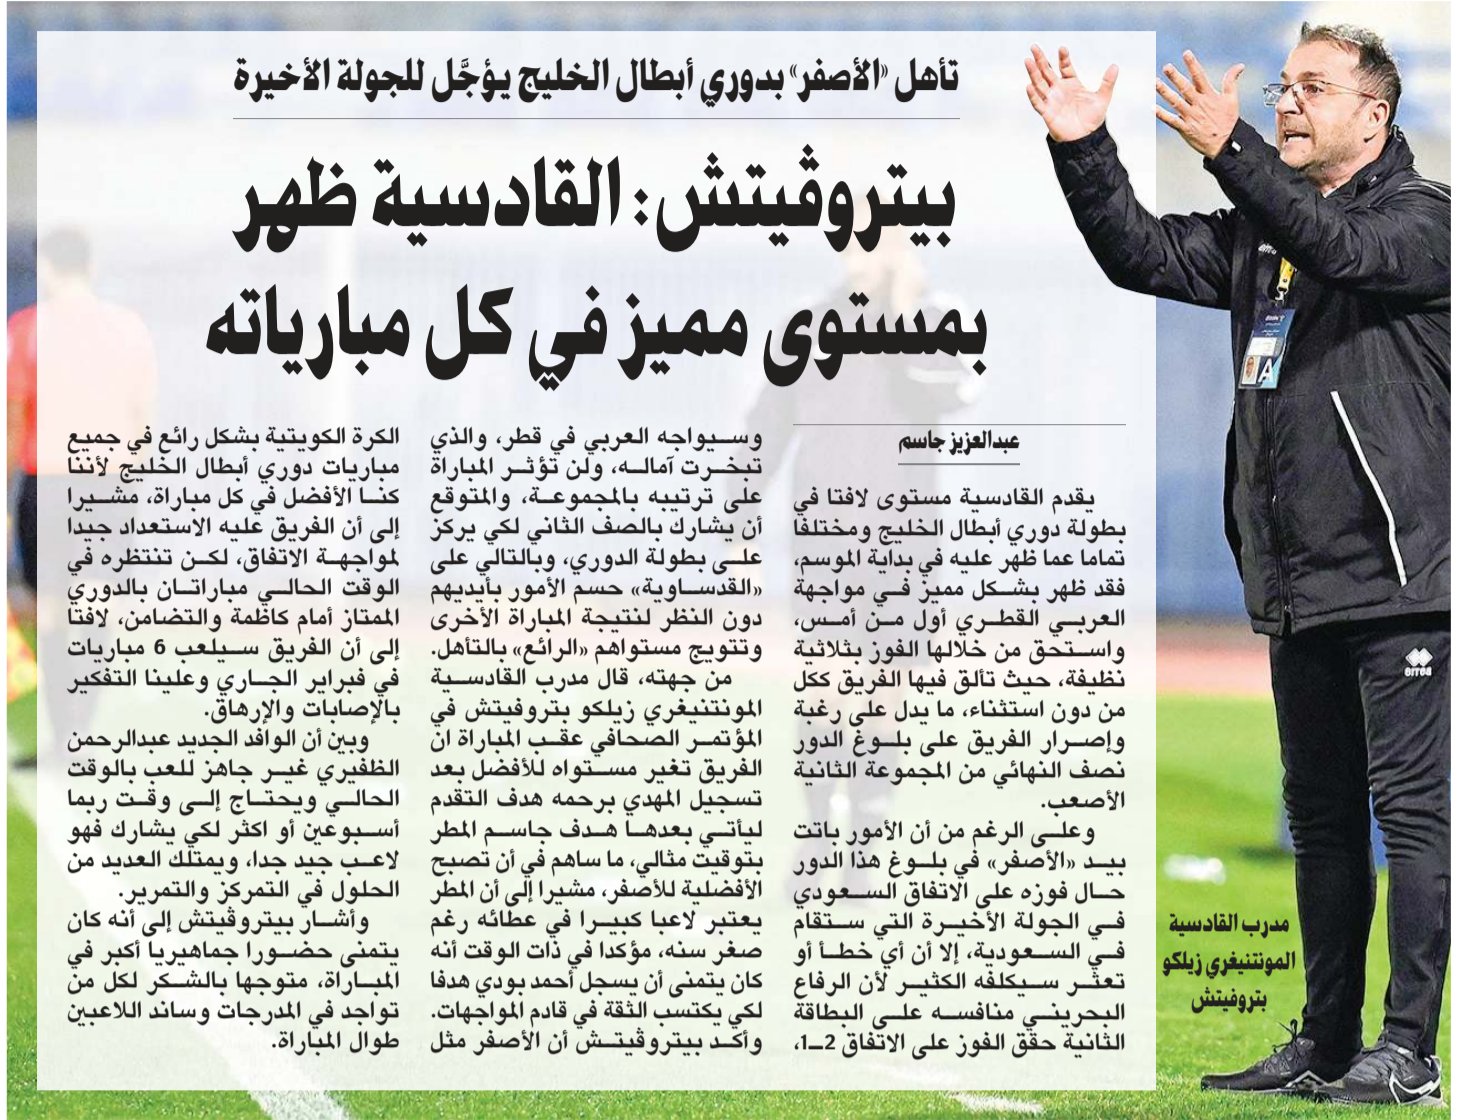 تأهل «الأصفر» بدوري أبطال الخليج يؤجَّل للجولة الأخيرة
بيتروڤيتش: القادسية ظهر
بمستوى مميز في كل مبارياته
عبدالعزيز جاسم
يقدم القادسية مستوى لافتا في
بطولة دوري أبطال الخليج ومختلفا
تماما عما ظهر عليه في بداية الموسم،
فقد ظهر بشكل مميز في مواجهة
العربي القطري أول من أمس،
واستحق من خلالها الفوز بثلاثية
نظيفة، حيث تألق فيها الفريق ككل
من دون استثناء، ما يدل على رغبة
وإصرار الفريق على بلوغ الدور
نصف النهائي من المجموعة الثانية
الأصعب.
وعلى الرغم من أن الأمور باتت
بيد «الأصفر» في بلوغ هذا الدور
حال فوزه على الاتفاق السعودي
في الجولة الأخيرة التي ستقام
في السعودية، إلا أن أي خطأ أو
تعثر سيكلفه الكثير لأن الرفاع
البحريني منافسه على البطاقة
الثانية حقق الفوز على الاتفاق 2-1،
وسيواجه العربي في قطر، والذي
تبخرت آماله، ولن تؤثر المباراة
على ترتيبه بالمجموعة، والمتوقع
أن يشارك بالصف الثاني لكي يركز
على بطولة الدوري، وبالتالي على
«القدساوية» حسم الأمور بأيديهم
دون النظر لنتيجة المباراة الأخرى
وتتويج مستواهم «الرائع» بالتأهل.
من جهته، قال مدرب القادسية
المونتنيغري زيلكو بتروفيتش في
المؤتمر الصحافي عقب المباراة ان
الفريق تغير مستواه للأفضل بعد
تسجيل المهدي برحمه هدف التقدم
ليأتي بعدها هدف جاسم المطر
بتوقيت مثالي، ما ساهم في أن تصبح
الأفضلية للأصفر، مشيرا إلى أن المطر
يعتبر لاعبا كبيرا في عطائه رغم
صغر سنه، مؤكدا في ذات الوقت أنه
كان يتمنى أن يسجل أحمد بودي هدفا
لكي يكتسب الثقة في قادم المواجهات.
وأكد بيتروڤيتش أن الأصفر مثل
الكرة الكويتية بشكل رائع في جميع
مباريات دوري أبطال الخليج لأننا
كنا الأفضل في كل مباراة، مشيرا
إلى أن الفريق عليه الاستعداد جيدا
لمواجهة الاتفاق، لكن تنتظره في
الوقت الحالي مباراتان بالدوري
الممتاز أمام كاظمة والتضامن، لافتا
إلى أن الفريق سيلعب 6 مباريات
في فبراير الجاري وعلينا التفكير
بالإصابات والإرهاق.
وبين أن الوافد الجديد عبدالرحمن
الظفيري غير جاهز للعب بالوقت
الحالي ويحتاج إلى وقت ربما
أسبوعين أو اكثر لكي يشارك فهو
لاعب جيد جدا، ويمتلك العديد من
الحلول في التمركز والتمرير.
وأشار بيتروڤيتش إلى أنه كان
يتمنى حضورا جماهيريا أكبر في
المباراة، متوجها بالشكر لكل من
تواجد في المدرجات وساند اللاعبين
طوال المباراة.
مدرب القادسية
المونتنيغري زيلكو
بتروفيتش
A
errea